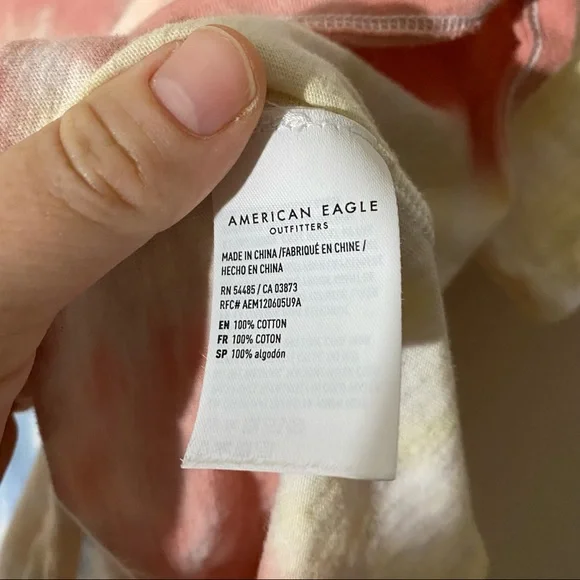 AMERICAN EAGLE
OUTFITTERS
MADE IN CHINA /FABRIQUÉ EN CHINE /
HECHO EN CHINA
RN 54485 / CA 03873
RFC# AEM120605U9A
EN 100% COTTON
FR 100% COTON
SP 100% algodón